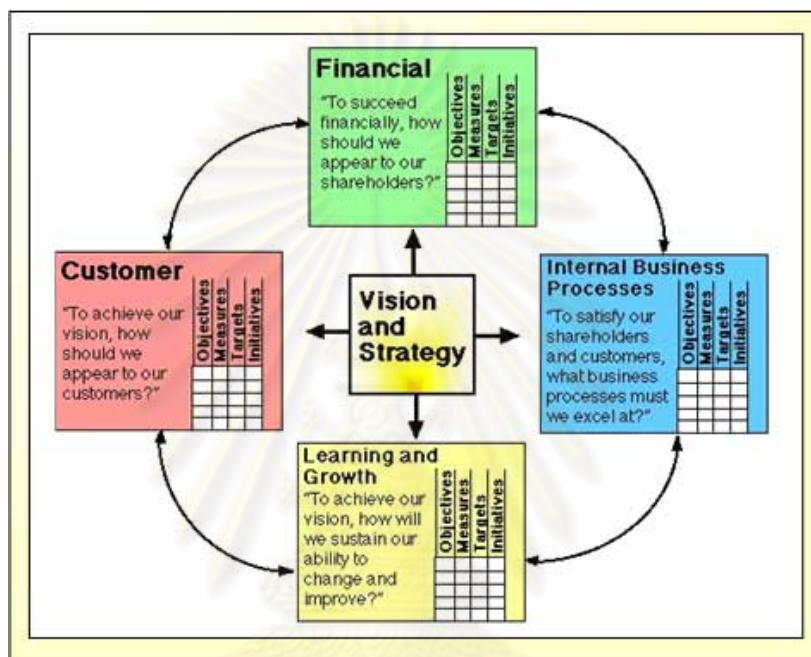 Financial
"To succeed
financially, how
should we
appear to our
shareholders?"
Objectives
Measures
Targets
Initiatives
Customer
"To achieve our
vision, how
should we
appear to our
customers?"
Objectives
Measures
Targets
Initiatives
Vision
and
Strategy
Internal Business
Processes
"To satisfy our
shareholders
and customers,
what business
processes must
we excel at?"
Objectives
Measures
Targets
Initiatives
Learning and
Growth
"To achieve our
vision, how will
we sustain our
ability to
change and
improve?"
Objectives
Measures
Targets
Initiatives